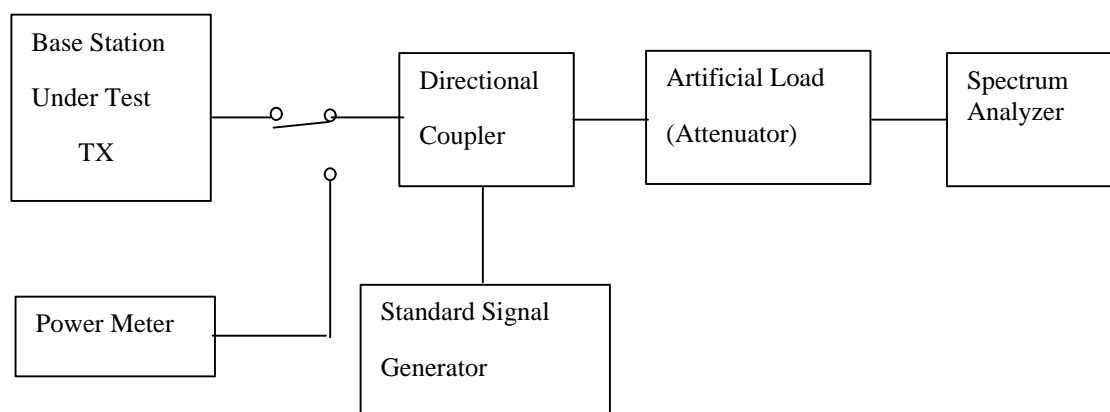 Base Station
Under Test
TX
Directional
Coupler
Artificial Load
(Attenuator)
Spectrum
Analyzer
Power Meter
Standard Signal
Generator